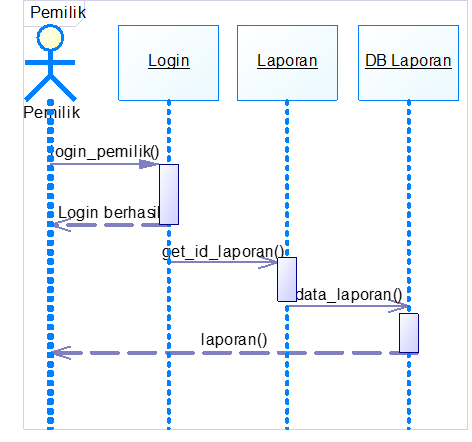 Pemilik
Login
Laporan
DB Laporan
Pemilik
login_pemilik()
Login berhasil
get_id_laporan()
data_laporan()
laporan()